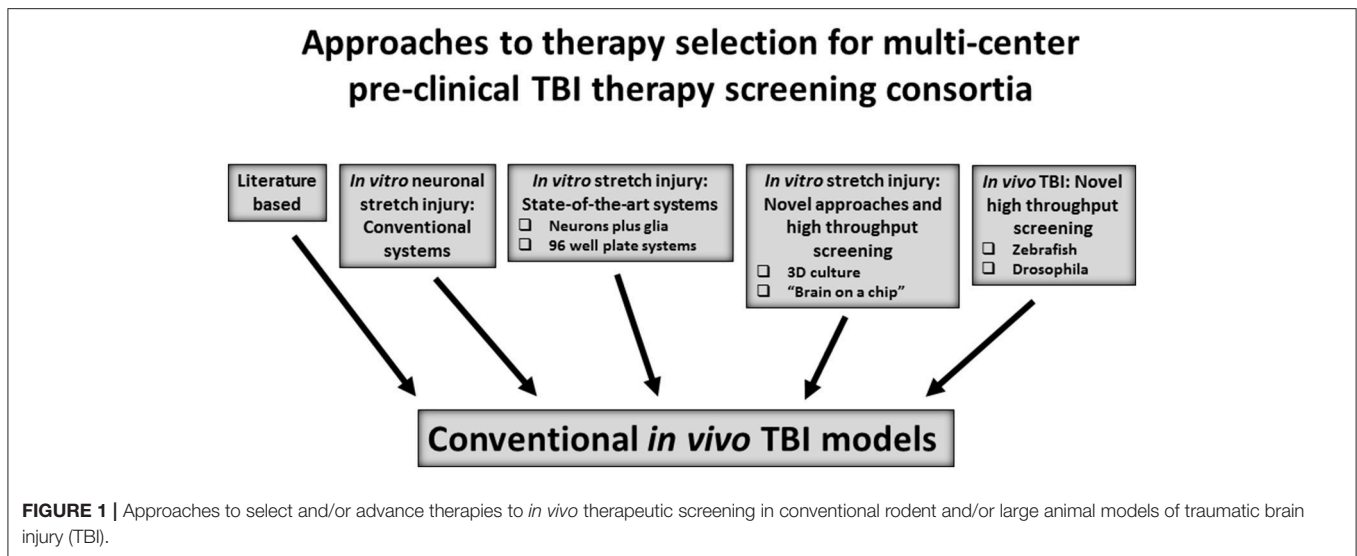 Approaches to therapy selection for multi-center
pre-clinical TBI therapy screening consortia
Literature
based
In vitro neuronal
stretch injury:
Conventional
systems
In vitro stretch injury:
State-of-the-art systems
❑ Neurons plus glia
❑ 96 well plate systems
In vitro stretch injury:
Novel approaches and
high throughput
screening
❑ 3D culture
❑ “Brain on a chip”
In vivo TBI: Novel
high throughput
screening
❑ Zebrafish
❑ Drosophila
Conventional in vivo TBI models
FIGURE 1 | Approaches to select and/or advance therapies to in vivo therapeutic screening in conventional rodent and/or large animal models of traumatic brain
injury (TBI).